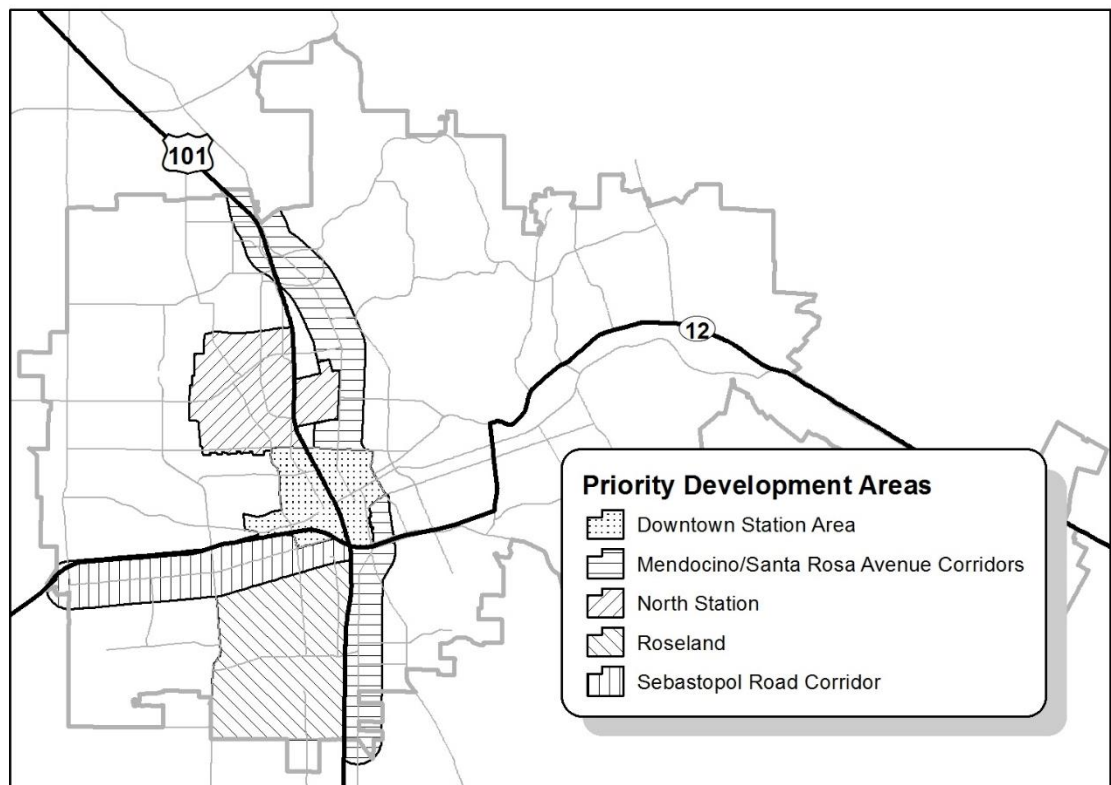 101
12
Priority Development Areas
Downtown Station Area
Mendocino/Santa Rosa Avenue Corridors
North Station
Roseland
Sebastopol Road Corridor